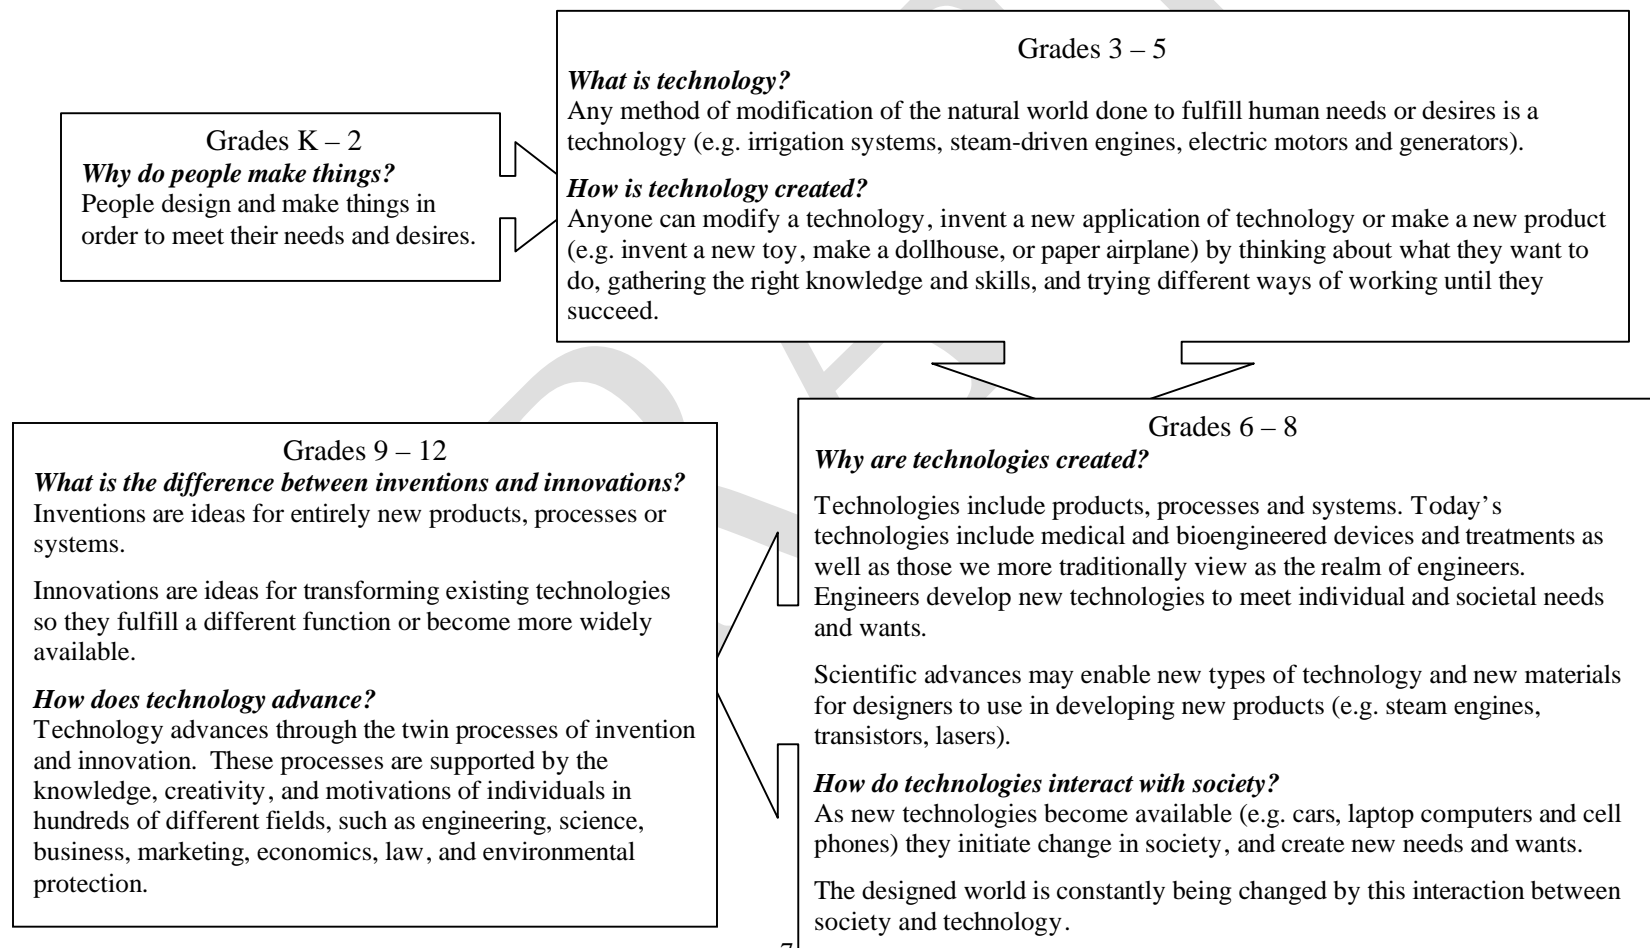 Grades K – 2
Why do people make things?
People design and make things in
order to meet their needs and desires.
Grades 3 – 5
What is technology?
Any method of modification of the natural world done to fulfill human needs or desires is a
technology (e.g. irrigation systems, steam-driven engines, electric motors and generators).
How is technology created?
Anyone can modify a technology, invent a new application of technology or make a new product
(e.g. invent a new toy, make a dollhouse, or paper airplane) by thinking about what they want to
do, gathering the right knowledge and skills, and trying different ways of working until they
succeed.
Grades 6 – 8
Why are technologies created?
Technologies include products, processes and systems. Today's
technologies include medical and bioengineered devices and treatments as
well as those we more traditionally view as the realm of engineers.
Engineers develop new technologies to meet individual and societal needs
and wants.
Scientific advances may enable new types of technology and new materials
for designers to use in developing new products (e.g. steam engines,
transistors, lasers).
How do technologies interact with society?
As new technologies become available (e.g. cars, laptop computers and cell
phones) they initiate change in society, and create new needs and wants.
The designed world is constantly being changed by this interaction between
society and technology.
Grades 9 – 12
What is the difference between inventions and innovations?
Inventions are ideas for entirely new products, processes or
systems.
Innovations are ideas for transforming existing technologies
so they fulfill a different function or become more widely
available.
How does technology advance?
Technology advances through the twin processes of invention
and innovation.  These processes are supported by the
knowledge, creativity, and motivations of individuals in
hundreds of different fields, such as engineering, science,
business, marketing, economics, law, and environmental
protection.
7